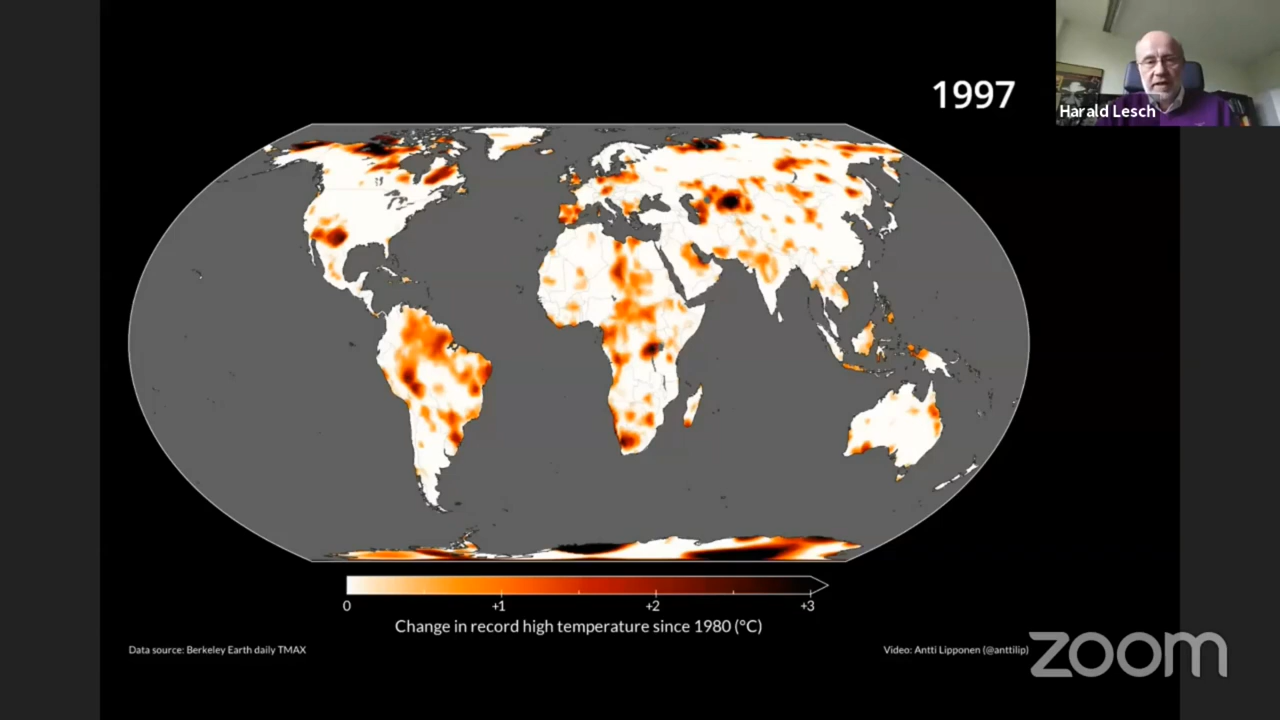 1997
Harald Lesch
0 +1 +2 +3
Change in record high temperature since 1980 (°C)
Data source: Berkeley Earth daily TMAX
Video: Antti Lipponen (@anttilip)
zoom